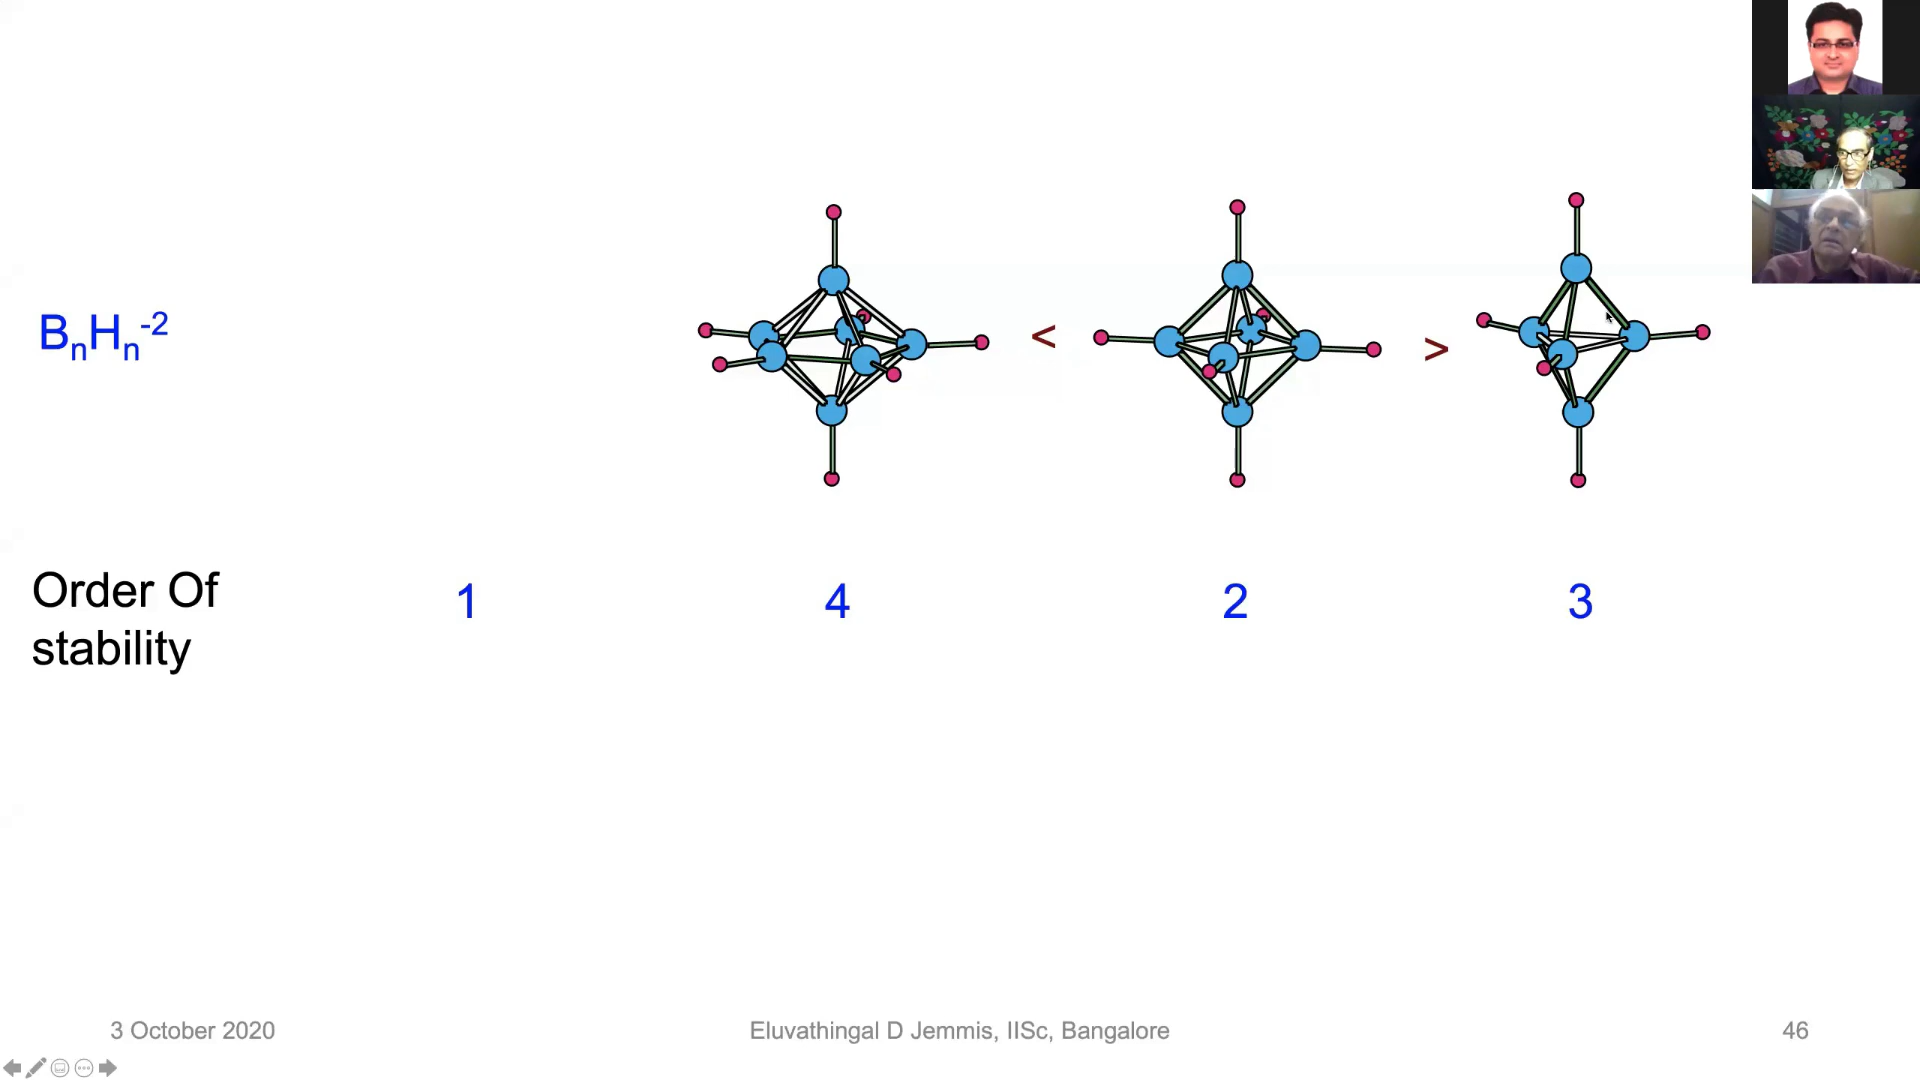 BnHn-2
<
>
Order Of
stability
1 4 2 3
3 October 2020
Eluvathingal D Jemmis, IISc, Bangalore
46